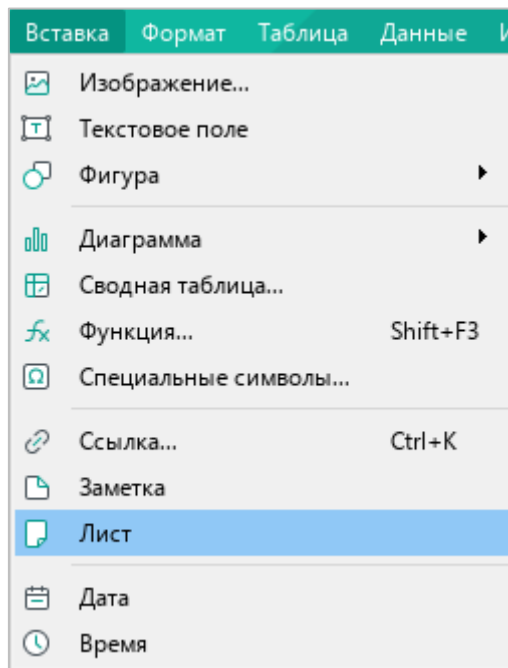 Вставка Формат Таблица Данные
Изображение...
Текстовое поле
Фигура
Диаграмма
Сводная таблица...
Функция... Shift+F3
Специальные символы...
Ссылка... Ctrl+K
Заметка
Лист
Дата
Время